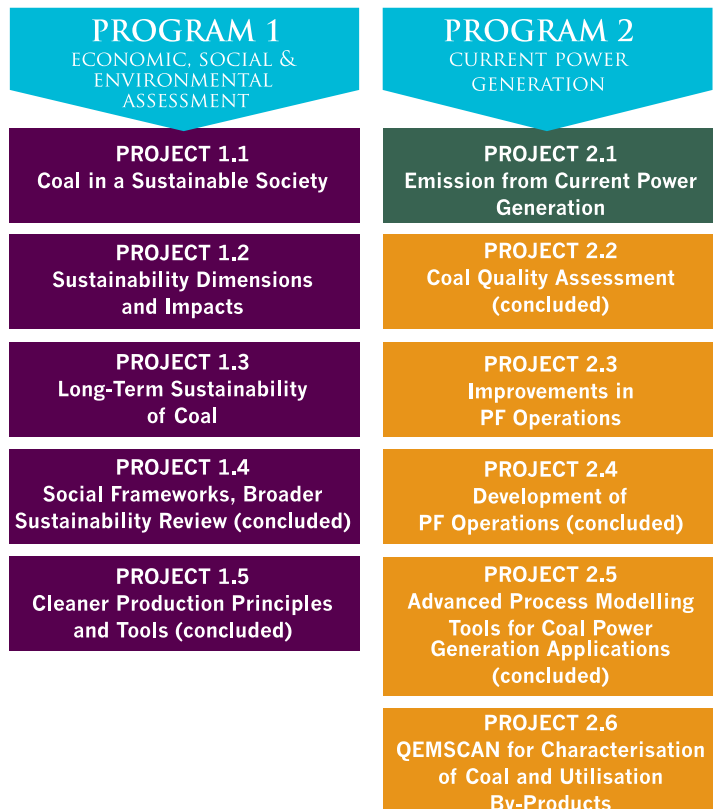 PROGRAM 1
ECONOMIC, SOCIAL &
ENVIRONMENTAL
ASSESSMENT
PROJECT 1.1
Coal in a Sustainable Society
PROJECT 1.2
Sustainability Dimensions
and Impacts
PROJECT 1.3
Long-Term Sustainability
of Coal
PROJECT 1.4
Social Frameworks, Broader
Sustainability Review (concluded)
PROJECT 1.5
Cleaner Production Principles
and Tools (concluded)
PROGRAM 2
CURRENT POWER
GENERATION
PROJECT 2.1
Emission from Current Power
Generation
PROJECT 2.2
Coal Quality Assessment
(concluded)
PROJECT 2.3
Improvements in
PF Operations
PROJECT 2.4
Development of
PF Operations (concluded)
PROJECT 2.5
Advanced Process Modelling
Tools for Coal Power
Generation Applications
(concluded)
PROJECT 2.6
QEMSCAN for Characterisation
of Coal and Utilisation
By-Products